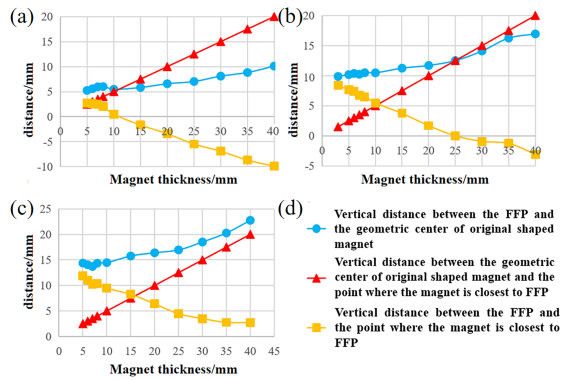 (a)
20
15
10
5
0
-5
-10
0
10
20
30
40
distance/mm
Magnet thickness/mm
(b)
20
15
10
5
0
-5
0
5
10
15
20
25
30
35
40
distance/mm
Magnet thickness/mm
(c)
25
20
15
10
5
0
0
5
10
15
20
25
30
35
40
45
distance/mm
Magnet thickness/mm
(d)
Vertical distance between the FFP and
the geometric center of original shaped
magnet
Vertical distance between the geometric
center of original shaped magnet and the
point where the magnet is closest to FFP
Vertical distance between the FFP and
the point where the magnet is closest to
FFP